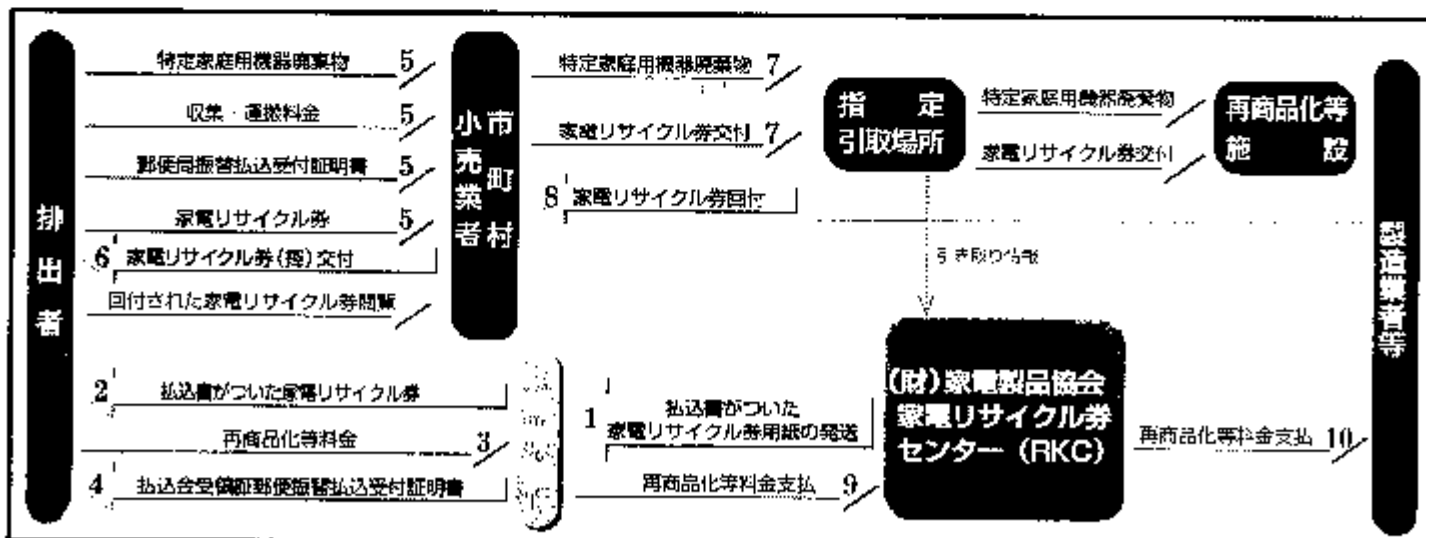 排出者
特定家庭用機器廃棄物 5
収集・運搬料金 5
郵便局振替払込受付証明書 5
家電リサイクル券 5
6 家電リサイクル券(控)交付
回付された家電リサイクル券閲覧
2 払込書がついた家電リサイクル券
再商品化等料金 3
4 払込金受領証郵便振替払込受付証明書
市町村
小売業者
特定家庭用機器廃棄物 7
家電リサイクル券交付 7
8 家電リサイクル券回付
1 払込書がついた
家電リサイクル券用紙の発送
再商品化等料金支払 9
指定
引取場所
引き取り情報
(財)家電製品協会
家電リサイクル券
センター(RKC)
特定家庭用機器廃棄物
家電リサイクル券交付
再商品化等
施設
再商品化等料金支払 10
製造業者等